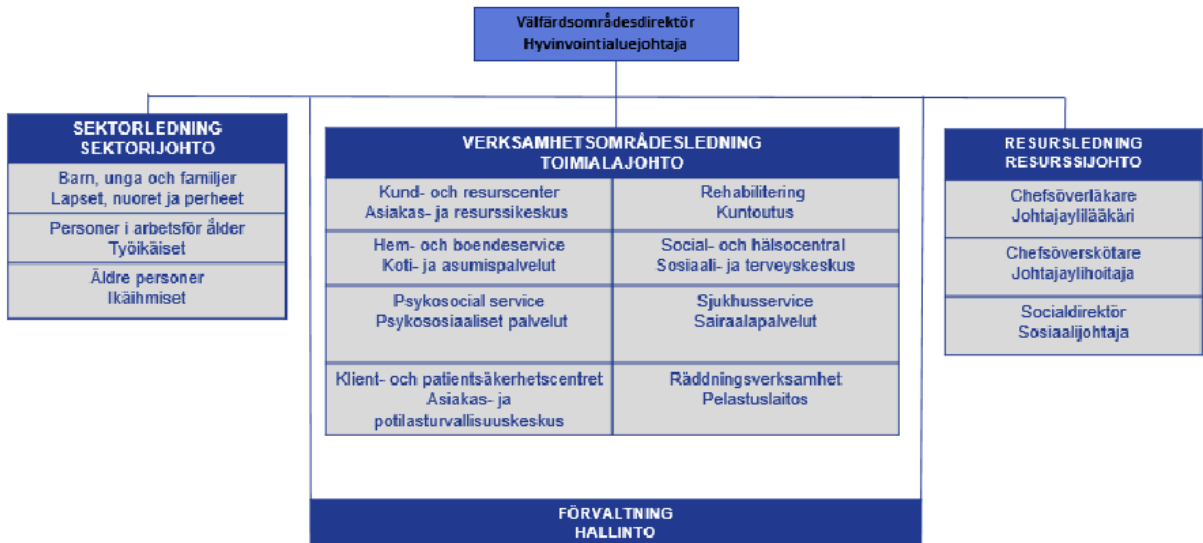 Välfärdsområdesdirektör
Hyvinvointialuejohtaja
SEKTORLEDNING
SEKTORIJOHTO
Barn, unga och familjer
Lapset, nuoret ja perheet
Personer i arbetsför ålder
Työikäiset
Äldre personer
Ikäihmiset
VERKSAMHETSOMRÅDESLEDNING
TOIMIALAJOHTO
Kund- och resurscenter
Asiakas- ja resurssikeskus
Rehabilitering
Kuntoutus
Hem- och boendeservice
Koti- ja asumispalvelut
Social- och hälsocentral
Sosiaali- ja terveyskeskus
Psykosocial service
Psykososiaaliset palvelut
Sjukhusservice
Sairaalapalvelut
Klient- och patientsäkerhetscentret
Asiakas- ja
potilasturvallisuuskeskus
Räddningsverksamhet
Pelastuslaitos
RESURSLEDNING
RESURSSIJOHTO
Chefsöverläkare
Johtajaylilääkäri
Chefsöverskötare
Johtajaylihoitaja
Socialdirektör
Sosiaalijohtaja
FÖRVALTNING
HALLINTO